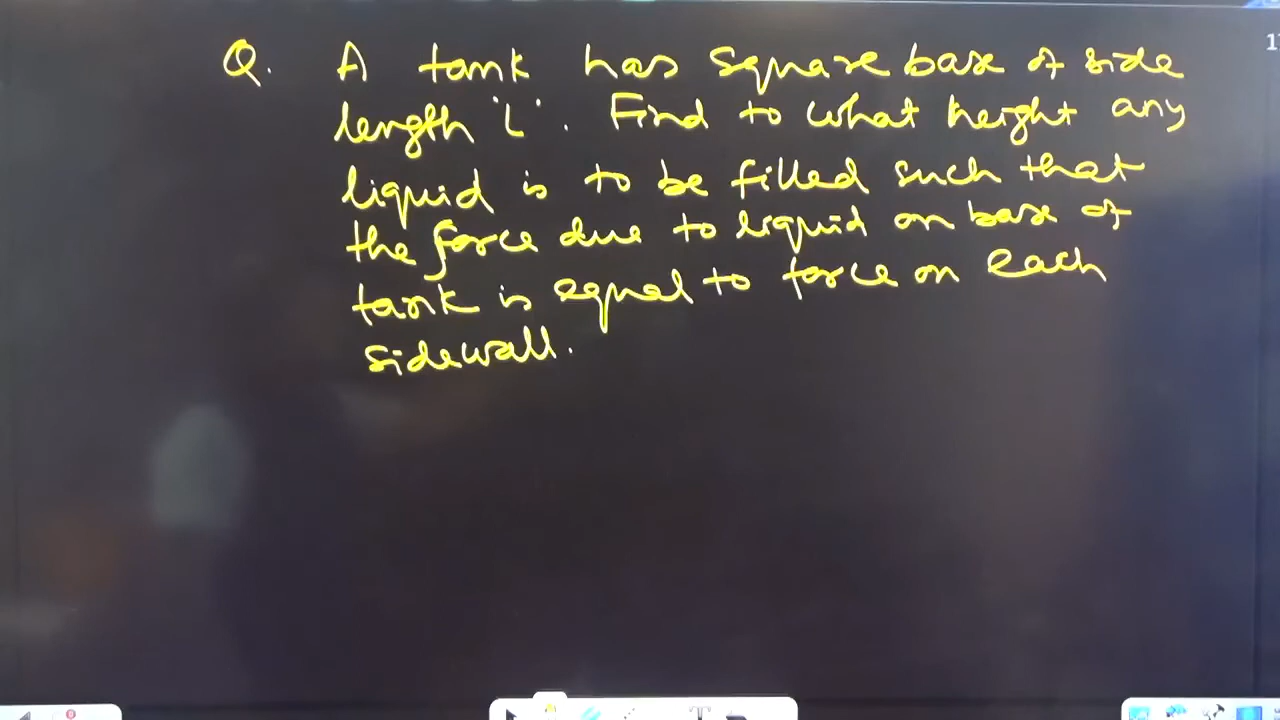 Q. A tank has square base of side
length 'L'. Find to what height any
liquid is to be filled such that
the force due to liquid on base of
tank is equal to force on each
sidewall.